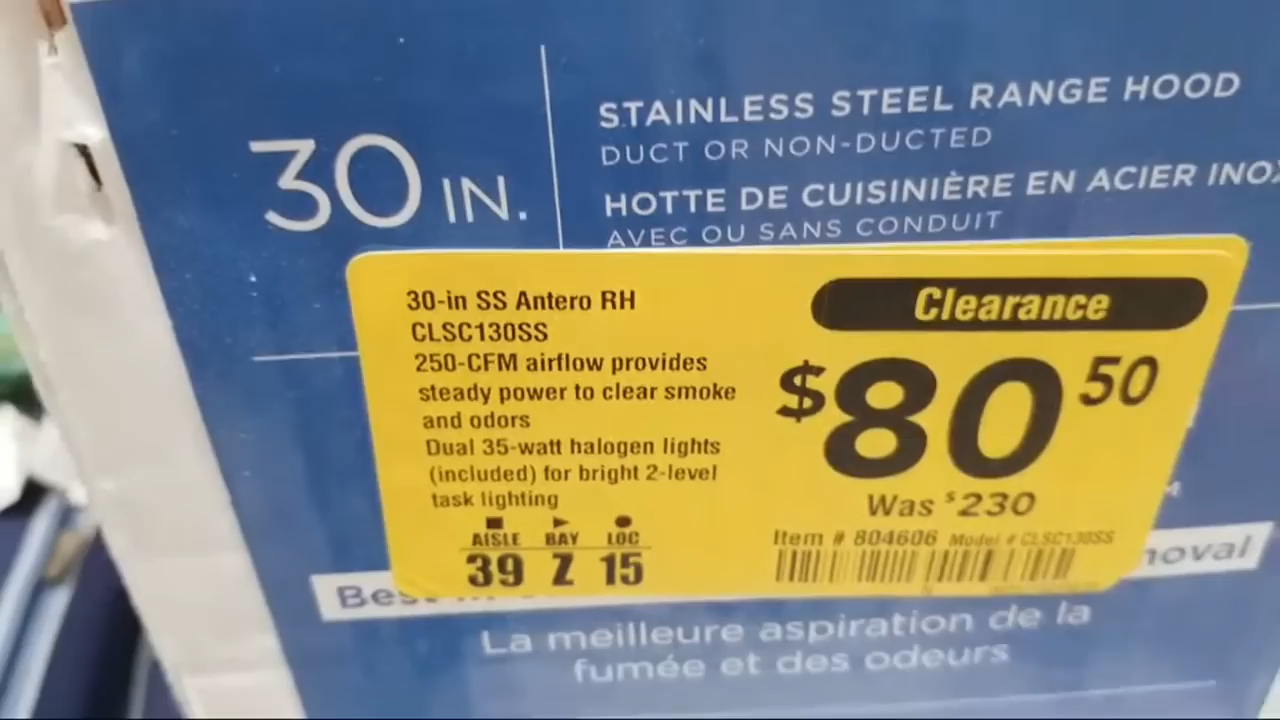 30 IN.
STAINLESS STEEL RANGE HOOD
DUCT OR NON-DUCTED
HOTTE DE CUISINIÈRE EN ACIER
AVEC OU SANS CONDUIT
30-in SS Antero RH
CLSC130SS
250-CFM airflow provides
steady power to clear smoke
and odors
Dual 35-watt halogen lights
(included) for bright 2-level
task lighting
AISLE BAY LOC
39 Z 15
Clearance
$80 50
Was $230
Item # 804606 Model # CLSC130SS
La meilleure aspiration de la
fumée et des odeurs